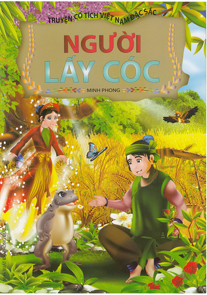 TRUYỆN CỔ TÍCH VIỆT NAM ĐẶC SẮC
NGƯỜI
LẤY CÓC
MINH PHONG